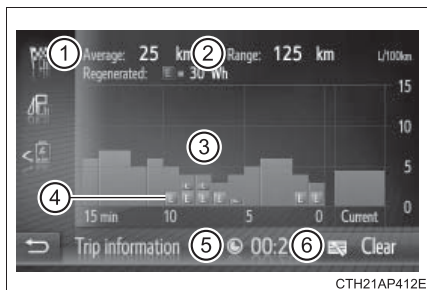 1 Average: 25 km 2 Range: 125 km L/100km
Regenerated: E = 30 Wh
15
10
3
5
4
E E E E E E
15 min 10 5 0 Current 0
Trip information 5 00:2 6 Clear
CTH21AP412E